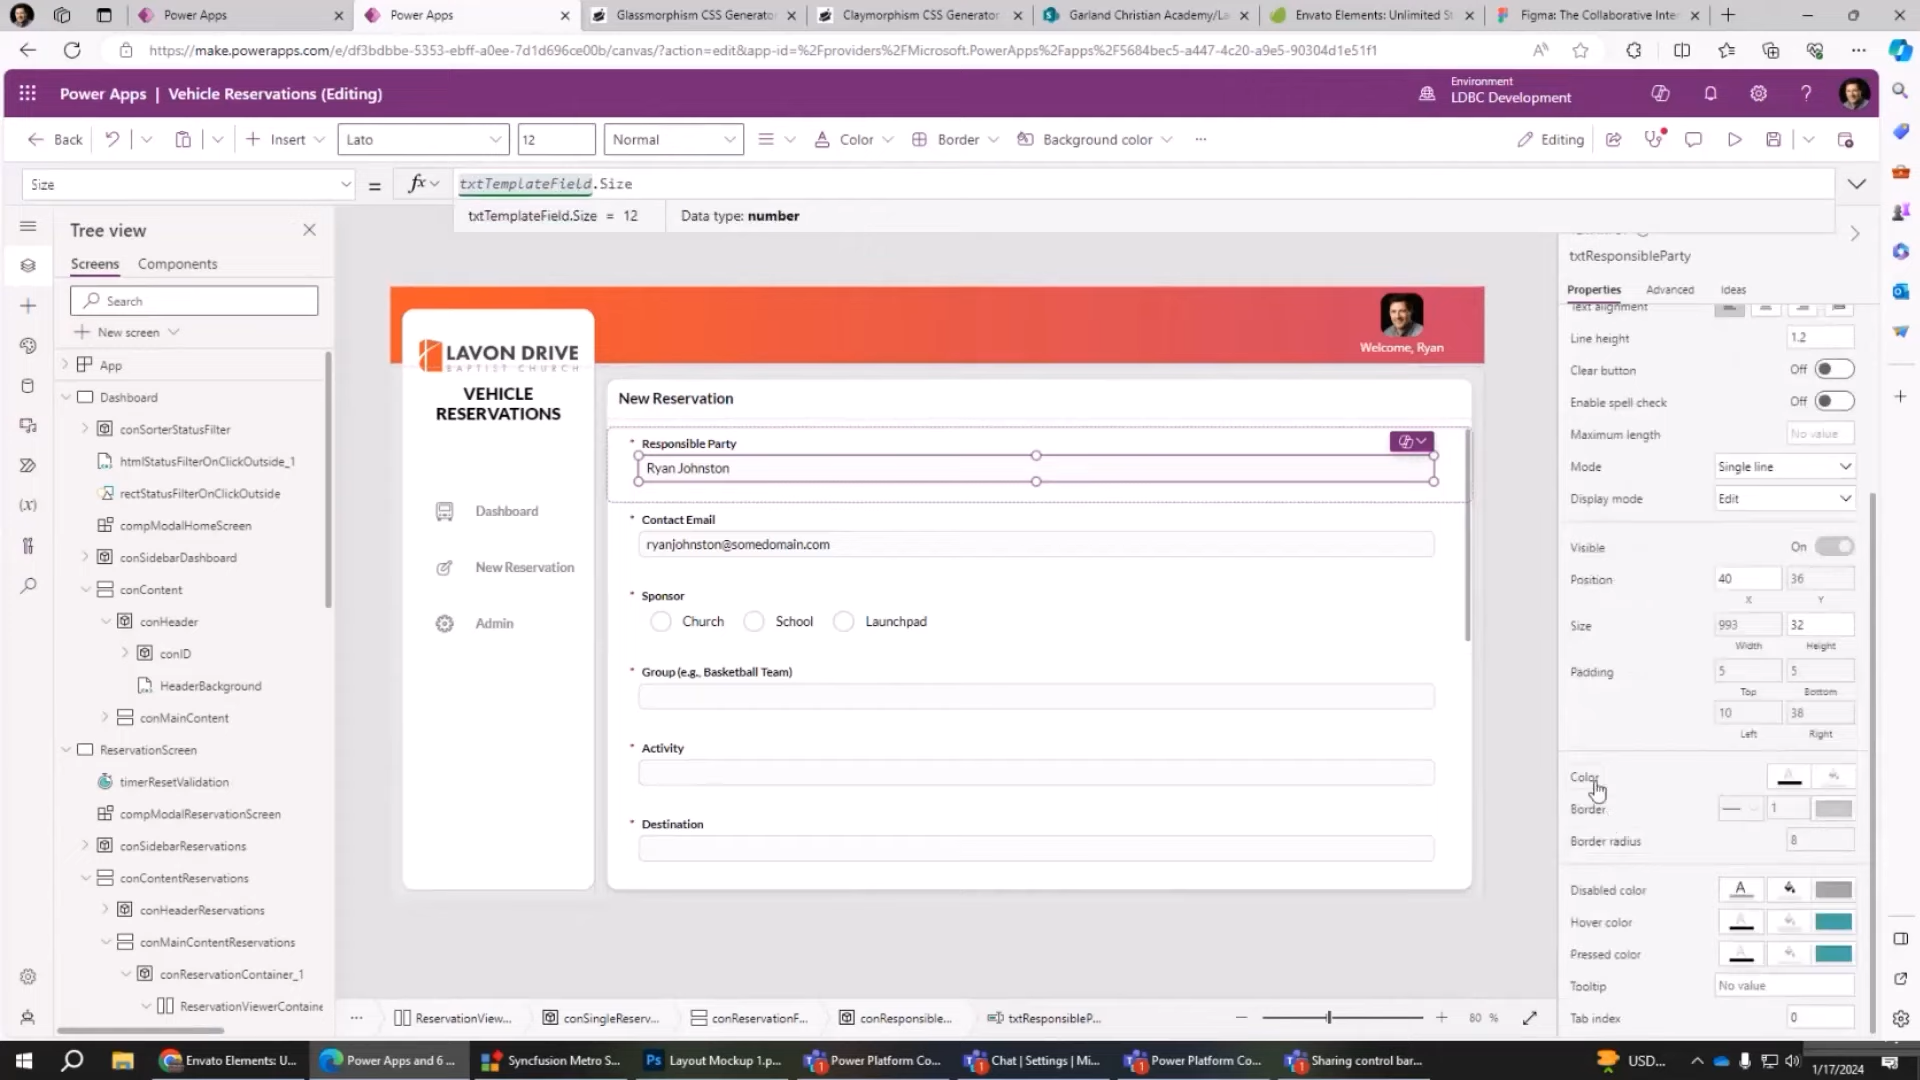 Power Apps
Power Apps
Glassmorphism CSS Generator
Claymorphism CSS Generator
Garland Christian Academy/La
Envato Elements: Unlimited St
Figma: The Collaborative Inter
https://make.powerapps.com/e/df3bdbbe-5353-ebff-a0ee-7d1d696ce00b/canvas/?action=edit&app-id=%2Fproviders%2FMicrosoft.PowerApps%2Fapps%2F5684bec5-a447-4c20-a9e5-90304d1e51f1
Power Apps | Vehicle Reservations (Editing)
Environment
LDBC Development
Back
Insert
Lato
12
Normal
Color
Border
Background color
Editing
Size
=
fx
txtTemplateField.Size
txtTemplateField.Size = 12
Data type: number
Tree view
Screens
Components
Search
New screen
App
Dashboard
conSorterStatusFilter
htmlStatusFilterOnClickOutside_1
rectStatusFilterOnClickOutside
compModalHomeScreen
conSidebarDashboard
conContent
conHeader
conID
HeaderBackground
conMainContent
ReservationScreen
timerResetValidation
compModalReservationScreen
conSidebarReservations
conContentReservations
conHeaderReservations
conMainContentReservations
conReservationContainer_1
ReservationViewerContaine
LAVON DRIVE
BAPTIST CHURCH
VEHICLE
RESERVATIONS
Dashboard
New Reservation
Admin
Welcome, Ryan
New Reservation
* Responsible Party
Ryan Johnston
* Contact Email
ryanjohnston@somedomain.com
* Sponsor
Church
School
Launchpad
* Group (e.g., Basketball Team)
* Activity
* Destination
txtResponsibleParty
Properties
Advanced
Ideas
Text alignment
Line height
1.2
Clear button
Off
Enable spell check
Off
Maximum length
No value
Mode
Single line
Display mode
Edit
Visible
On
Position
40
36
X
Y
Size
993
32
Width
Height
Padding
5
5
Top
Bottom
10
38
Left
Right
Color
Border
1
Border radius
8
Disabled color
Hover color
Pressed color
Tooltip
No value
Tab index
0
ReservationView...
conSingleReserv...
conReservationF...
conResponsible...
txtResponsibleP...
80 %
Envato Elements: U...
Power Apps and 6 ...
Syncfusion Metro S...
Layout Mockup 1.p...
Power Platform Co...
Chat | Settings | Mi...
Power Platform Co...
Sharing control bar...
USD...
1/17/2024